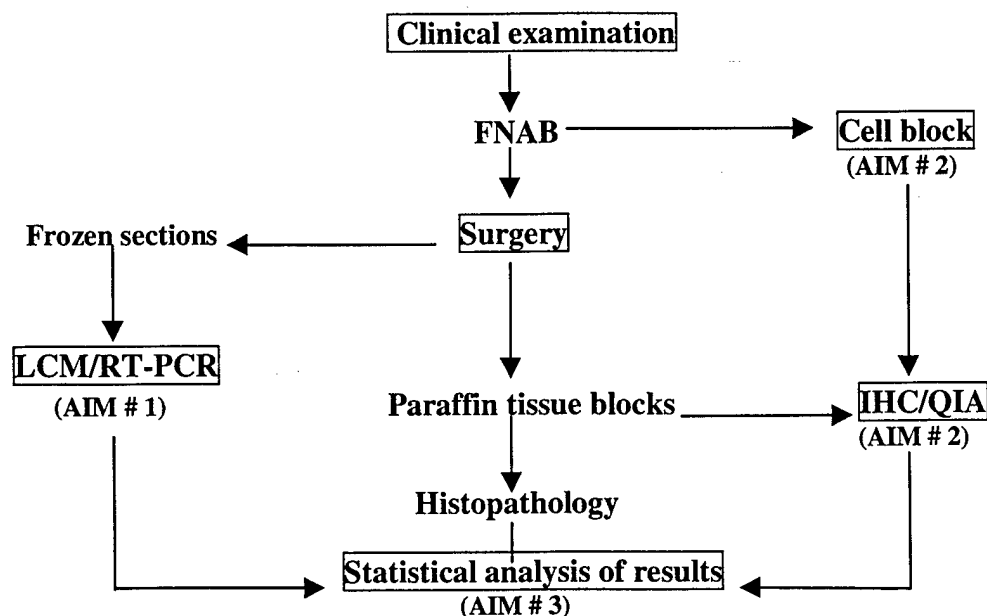 Clinical examination
FNAB
Cell block
(AIM # 2)
Surgery
Frozen sections
LCM/RT-PCR
(AIM # 1)
Paraffin tissue blocks
IHC/QIA
(AIM # 2)
Histopathology
Statistical analysis of results
(AIM # 3)